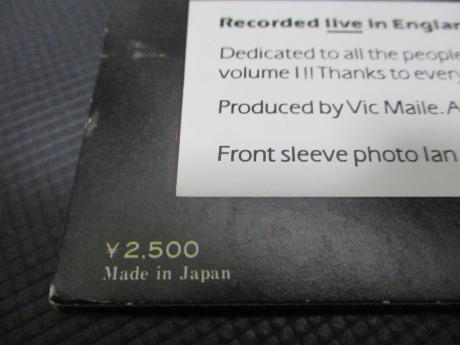 Recorded live in England
Dedicated to all the people
volume !!! Thanks to every
Produced by Vic Maile. A
Front sleeve photo Ian
¥2,500
Made in Japan